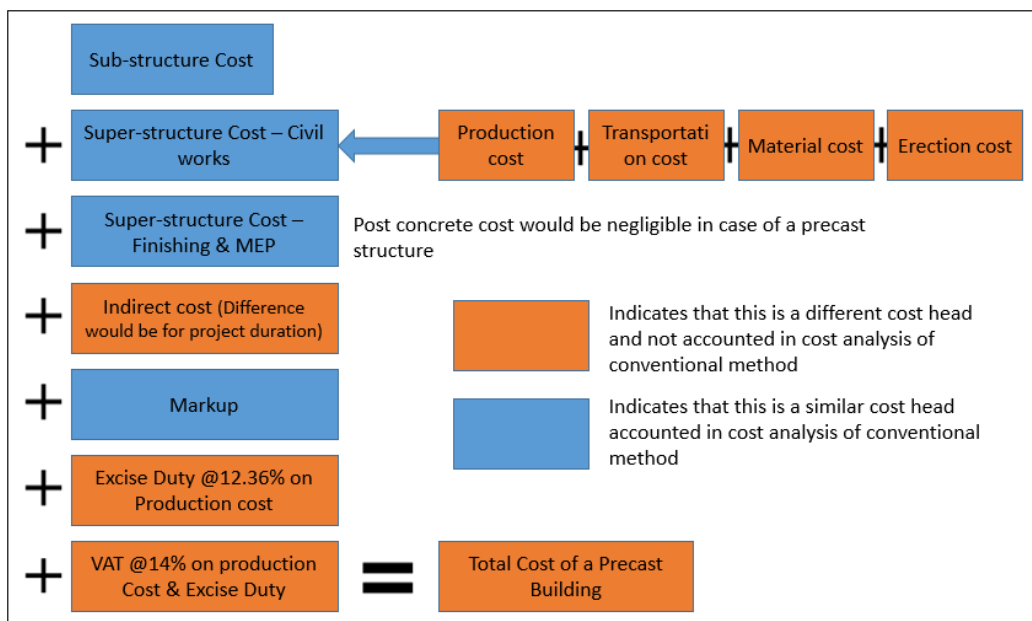 Sub-structure Cost
+
Super-structure Cost – Civil
works
Production
cost
+
Transportati
on cost
+
Material cost
+
Erection cost
+
Super-structure Cost –
Finishing & MEP
Post concrete cost would be negligible in case of a precast
structure
+
Indirect cost (Difference
would be for project duration)
Indicates that this is a different cost head
and not accounted in cost analysis of
conventional method
+
Markup
Indicates that this is a similar cost head
accounted in cost analysis of conventional
method
+
Excise Duty @12.36% on
Production cost
+
VAT @14% on production
Cost & Excise Duty
=
Total Cost of a Precast
Building